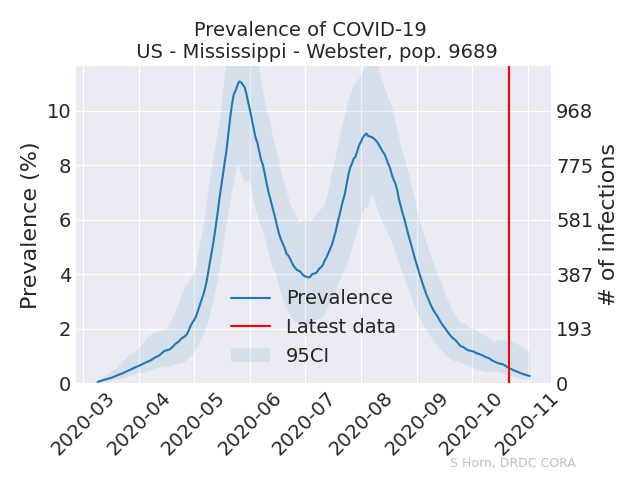 Prevalence of COVID-19
US - Mississippi - Webster, pop. 9689
Prevalence (%)
10
8
6
4
2
0
968
775
581
387
193
0
# of infections
Prevalence
Latest data
95CI
2020-03
2020-04
2020-05
2020-06
2020-07
2020-08
2020-09
2020-10
2020-11
S Horn, DRDC CORA